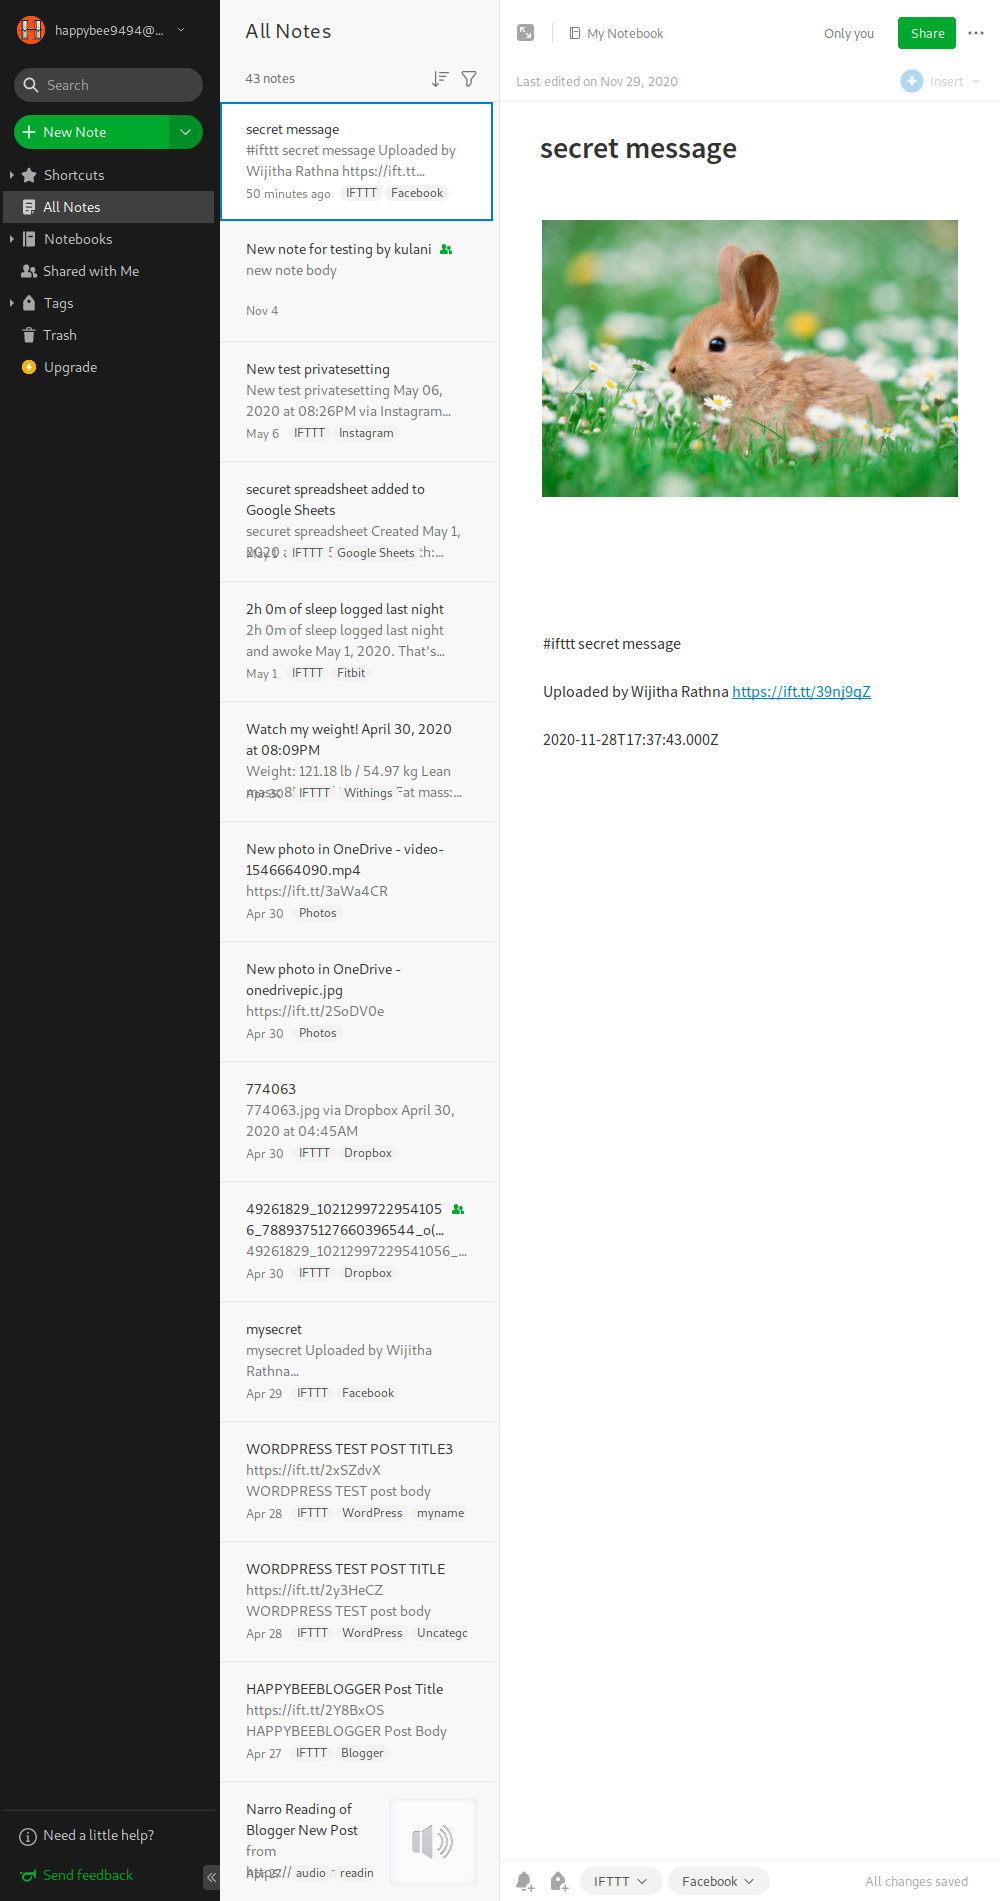 happybee9494@...
Search
New Note
Shortcuts
All Notes
Notebooks
Shared with Me
Tags
Trash
Upgrade
Need a little help?
Send feedback
All Notes
43 notes
secret message
#ifttt secret message Uploaded by
Wijitha Rathna https://ift.tt...
50 minutes ago IFTTT Facebook
New note for testing by kulani
new note body
Nov 4
New test privatesetting
New test privatesetting May 06,
2020 at 08:26PM via Instagram...
May 6 IFTTT Instagram
securet spreadsheet added to
Google Sheets
securet spreadsheet Created May 1,
May 1 IFTTT Google Sheets
2h 0m of sleep logged last night
2h 0m of sleep logged last night
and awoke May 1, 2020. That's...
May 1 IFTTT Fitbit
Watch my weight! April 30, 2020
at 08:09PM
Weight: 121.18 lb / 54.97 kg Lean
Apr 30 IFTTT Withings Fat mass:...
New photo in OneDrive - video-
1546664090.mp4
https://ift.tt/3aWa4CR
Apr 30 Photos
New photo in OneDrive -
onedrivepic.jpg
https://ift.tt/2SoDV0e
Apr 30 Photos
774063
774063.jpg via Dropbox April 30,
2020 at 04:45AM
Apr 30 IFTTT Dropbox
49261829_1021299722954105
6_7889375127660396544_o(...
49261829_10212997229541056_...
Apr 30 IFTTT Dropbox
mysecret
mysecret Uploaded by Wijitha
Rathna...
Apr 29 IFTTT Facebook
WORDPRESS TEST POST TITLE3
https://ift.tt/2xSZdvX
WORDPRESS TEST post body
Apr 28 IFTTT WordPress myname
WORDPRESS TEST POST TITLE
https://ift.tt/2y3HeCZ
WORDPRESS TEST post body
Apr 28 IFTTT WordPress Uncatego
HAPPYBEEBLOGGER Post Title
https://ift.tt/2Y8BxOS
HAPPYBEEBLOGGER Post Body
Apr 27 IFTTT Blogger
Narro Reading of
Blogger New Post
from
Apr 27 audio readin
My Notebook
Only you
Share
Last edited on Nov 29, 2020
Insert
secret message
#ifttt secret message
Uploaded by Wijitha Rathna https://ift.tt/39nj9qZ
2020-11-28T17:37:43.000Z
IFTTT
Facebook
All changes saved